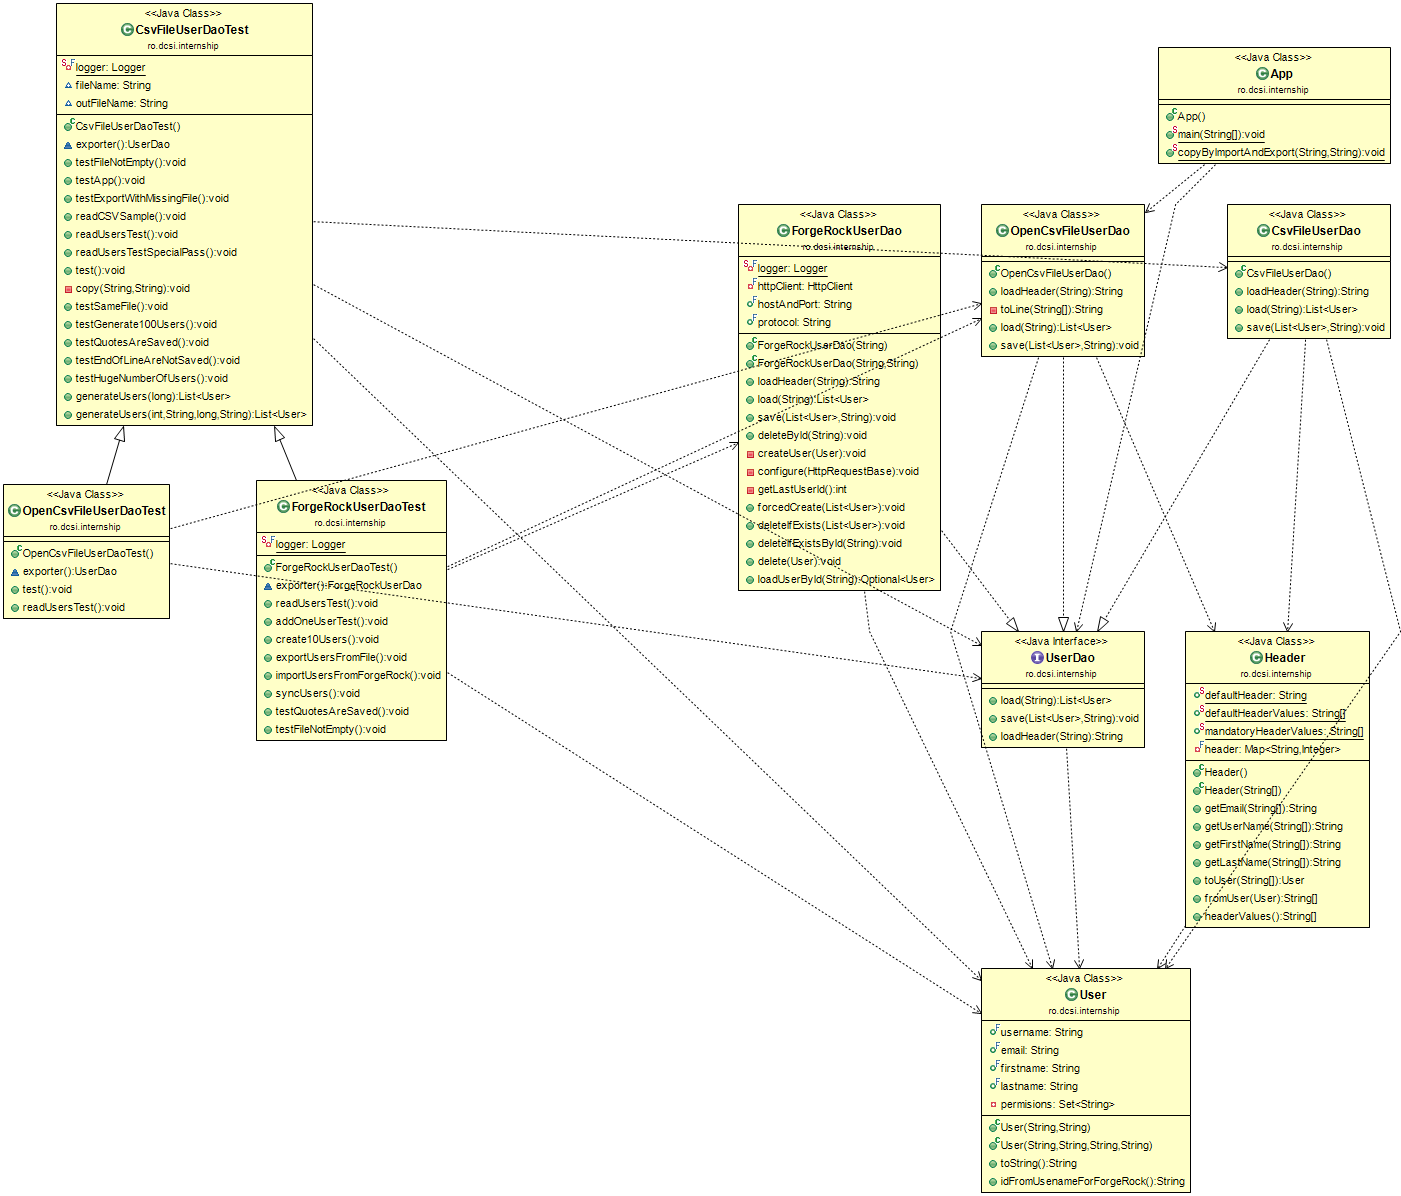 <<Java Class>>
CsvFileUserDaoTest
ro.dcsi.internship
logger: Logger
fileName: String
outFileName: String
CsvFileUserDaoTest()
exporter():UserDao
testFileNotEmpty():void
testApp():void
testExportWithMissingFile():void
readCSVSample():void
readUsersTest():void
readUsersTestSpecialPass():void
test():void
copy(String,String):void
testSameFile():void
testGenerate100Users():void
testQuotesAreSaved():void
testEndOfLineAreNotSaved():void
testHugeNumberOfUsers():void
generateUsers(long):List<User>
generateUsers(int,String,long,String):List<User>
<<Java Class>>
App
ro.dcsi.internship
App()
main(String[]):void
copyByImportAndExport(String,String):void
<<Java Class>>
ForgeRockUserDao
ro.dcsi.internship
logger: Logger
httpClient: HttpClient
hostAndPort: String
protocol: String
ForgeRockUserDao(String)
ForgeRockUserDao(String,String)
loadHeader(String):String
load(String):List<User>
save(List<User>,String):void
deleteById(String):void
createUser(User):void
configure(HttpRequestBase):void
getLastUserId():int
forcedCreate(List<User>):void
deleteIfExists(List<User>):void
deleteIfExistsById(String):void
delete(User):void
loadUserById(String):Optional<User>
<<Java Class>>
OpenCsvFileUserDao
ro.dcsi.internship
OpenCsvFileUserDao()
loadHeader(String):String
toLine(String[]):String
load(String):List<User>
save(List<User>,String):void
<<Java Class>>
CsvFileUserDao
ro.dcsi.internship
CsvFileUserDao()
loadHeader(String):String
load(String):List<User>
save(List<User>,String):void
<<Java Class>>
OpenCsvFileUserDaoTest
ro.dcsi.internship
OpenCsvFileUserDaoTest()
exporter():UserDao
test():void
readUsersTest():void
<<Java Class>>
ForgeRockUserDaoTest
ro.dcsi.internship
logger: Logger
ForgeRockUserDaoTest()
exporter():ForgeRockUserDao
readUsersTest():void
addOneUserTest():void
create10Users():void
exportUsersFromFile():void
importUsersFromForgeRock():void
syncUsers():void
testQuotesAreSaved():void
testFileNotEmpty():void
<<Java Interface>>
UserDao
ro.dcsi.internship
load(String):List<User>
save(List<User>,String):void
loadHeader(String):String
<<Java Class>>
Header
ro.dcsi.internship
defaultHeader: String
defaultHeaderValues: String[]
mandatoryHeaderValues: String[]
header: Map<String,Integer>
Header()
Header(String[])
getEmail(String[]):String
getUserName(String[]):String
getFirstName(String[]):String
getLastName(String[]):String
toUser(String[]):User
fromUser(User):String[]
headerValues():String[]
<<Java Class>>
User
ro.dcsi.internship
username: String
email: String
firstname: String
lastname: String
permisions: Set<String>
User(String,String)
User(String,String,String,String)
toString():String
idFromUsenameForForgeRock():String